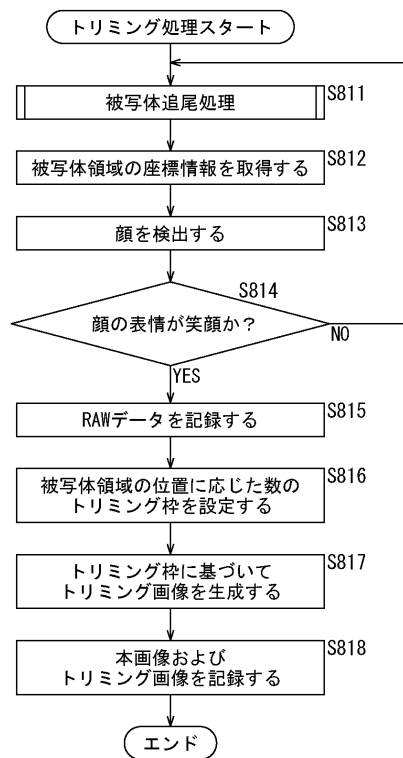 トリミング処理スタート
被写体追尾処理
S811
被写体領域の座標情報を取得する
S812
顔を検出する
S813
S814
顔の表情が笑顔か?
NO
YES
RAWデータを記録する
S815
被写体領域の位置に応じた数の
トリミング枠を設定する
S816
トリミング枠に基づいて
トリミング画像を生成する
S817
本画像および
トリミング画像を記録する
S818
エンド